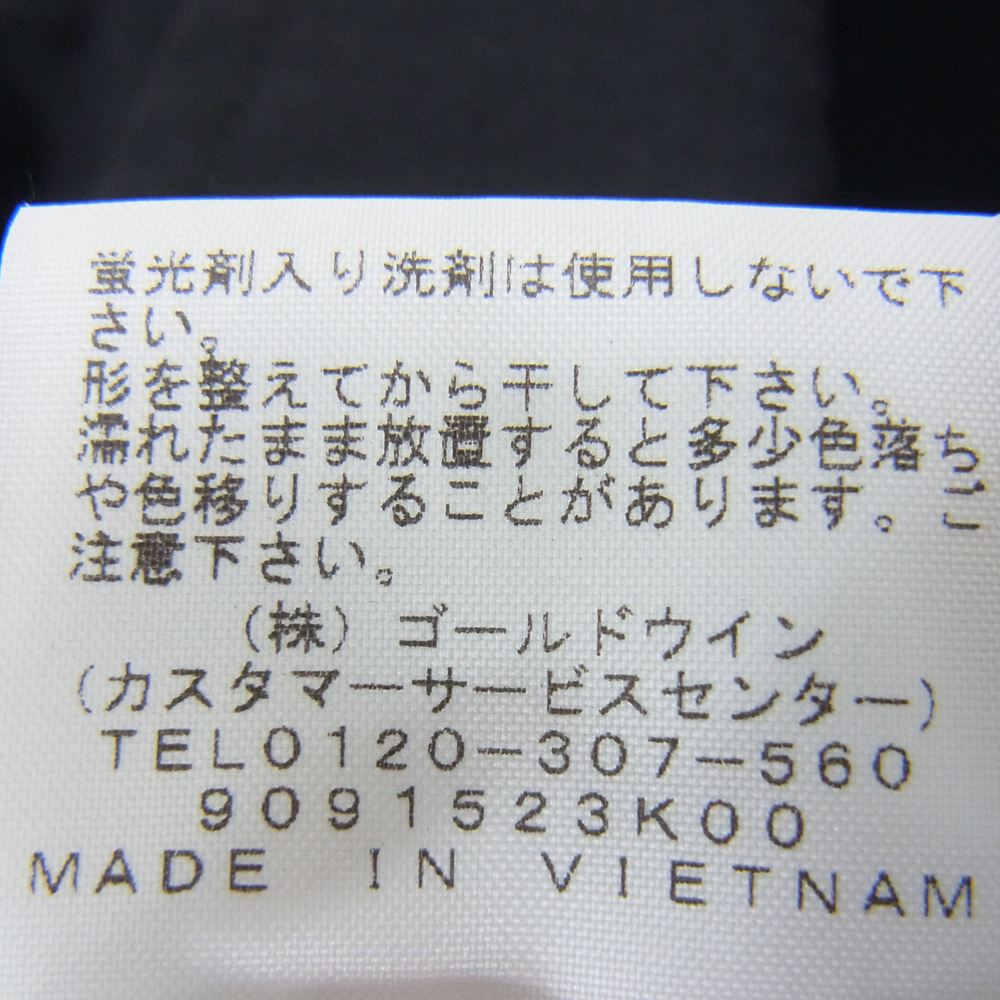 蛍光剤入り洗剤は使用しないで下
さい。
形を整えてから干して下さい。
濡れたまま放置すると多少色落ち
や色移りすることがあります。ご
注意下さい。
(株) ゴールドウイン
(カスタマーサービスセンター)
TEL0120-307-560
9091523K00
MADE IN VIETNAM